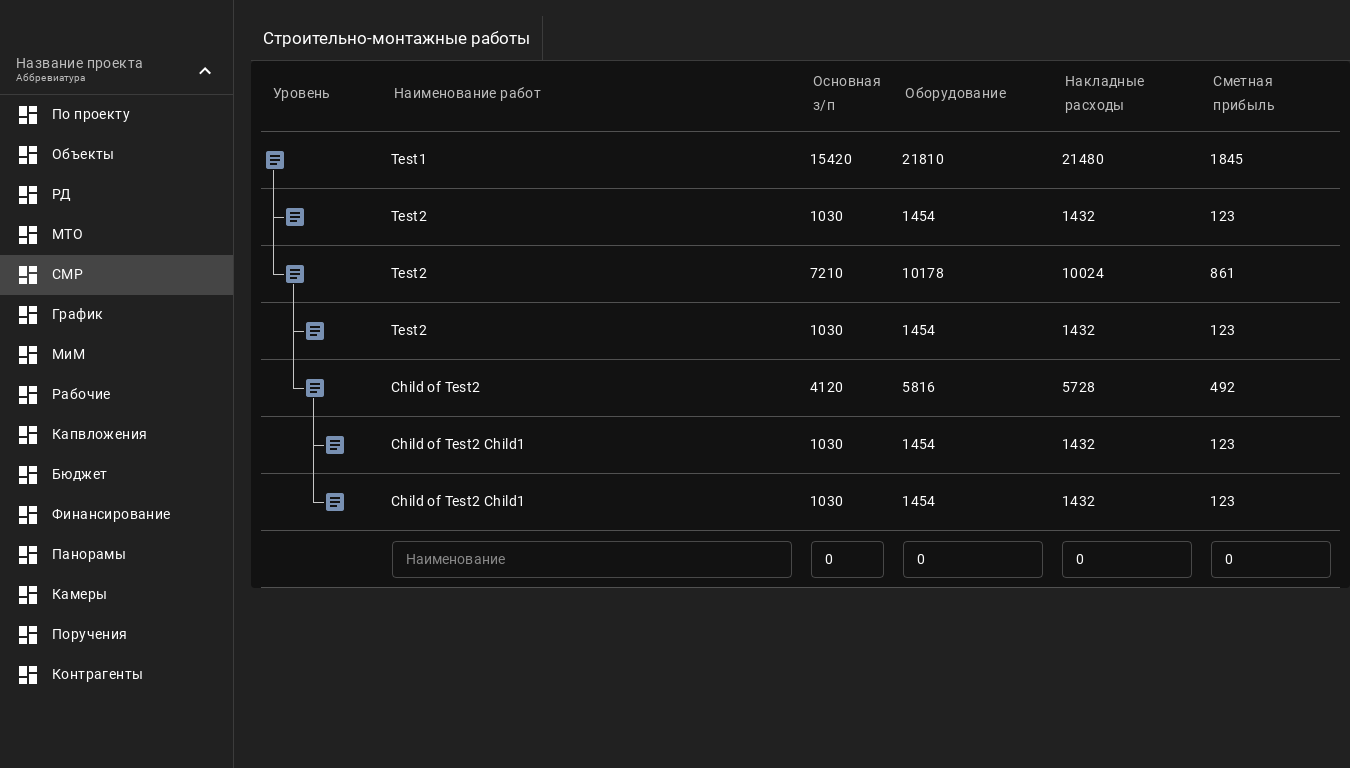 Строительно-монтажные работы
Название проекта
Аббревиатура
По проекту
Объекты
РД
МТО
СМР
График
МиМ
Рабочие
Капвложения
Бюджет
Финансирование
Панорамы
Камеры
Поручения
Контрагенты
Уровень Наименование работ Основная з/п Оборудование Накладные расходы Сметная прибыль
Test1 15420 21810 21480 1845
Test2 1030 1454 1432 123
Test2 7210 10178 10024 861
Test2 1030 1454 1432 123
Child of Test2 4120 5816 5728 492
Child of Test2 Child1 1030 1454 1432 123
Child of Test2 Child1 1030 1454 1432 123
Наименование 0 0 0 0